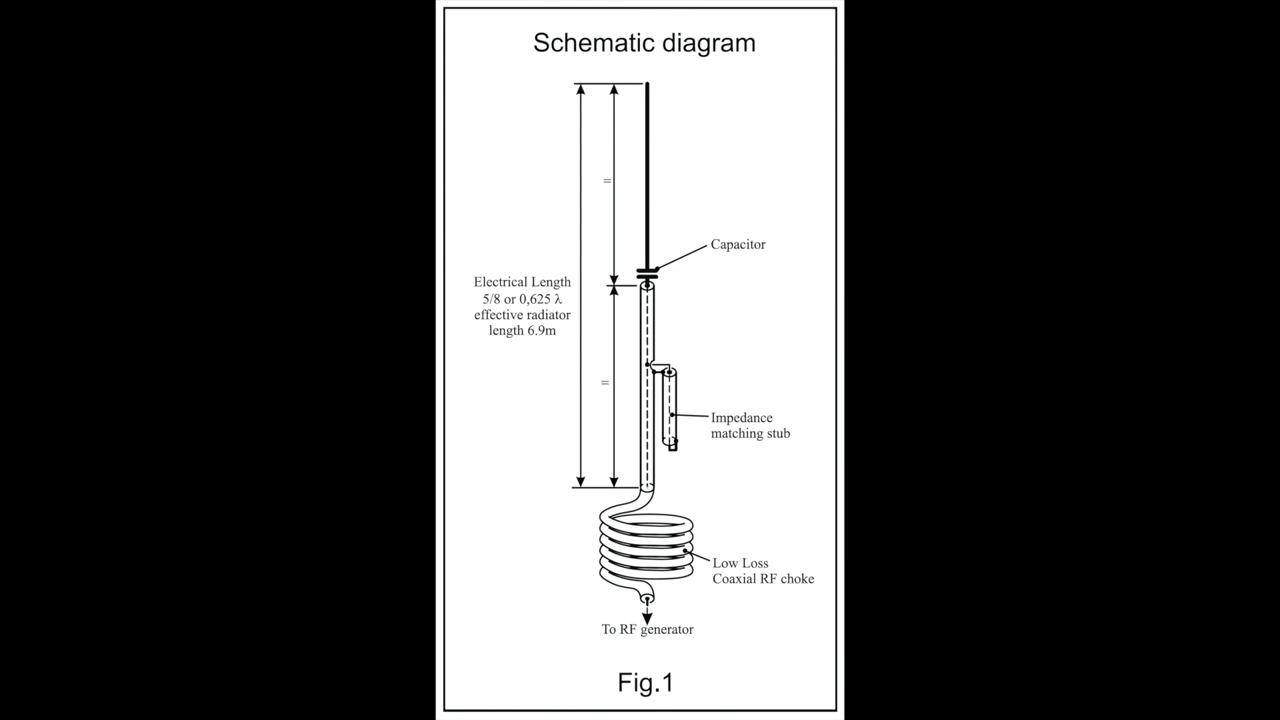 Schematic diagram
=
Capacitor
Electrical Length
5/8 or 0,625 λ
effective radiator
length 6.9m
=
Impedance
matching stub
Low Loss
Coaxial RF choke
To RF generator
Fig.1